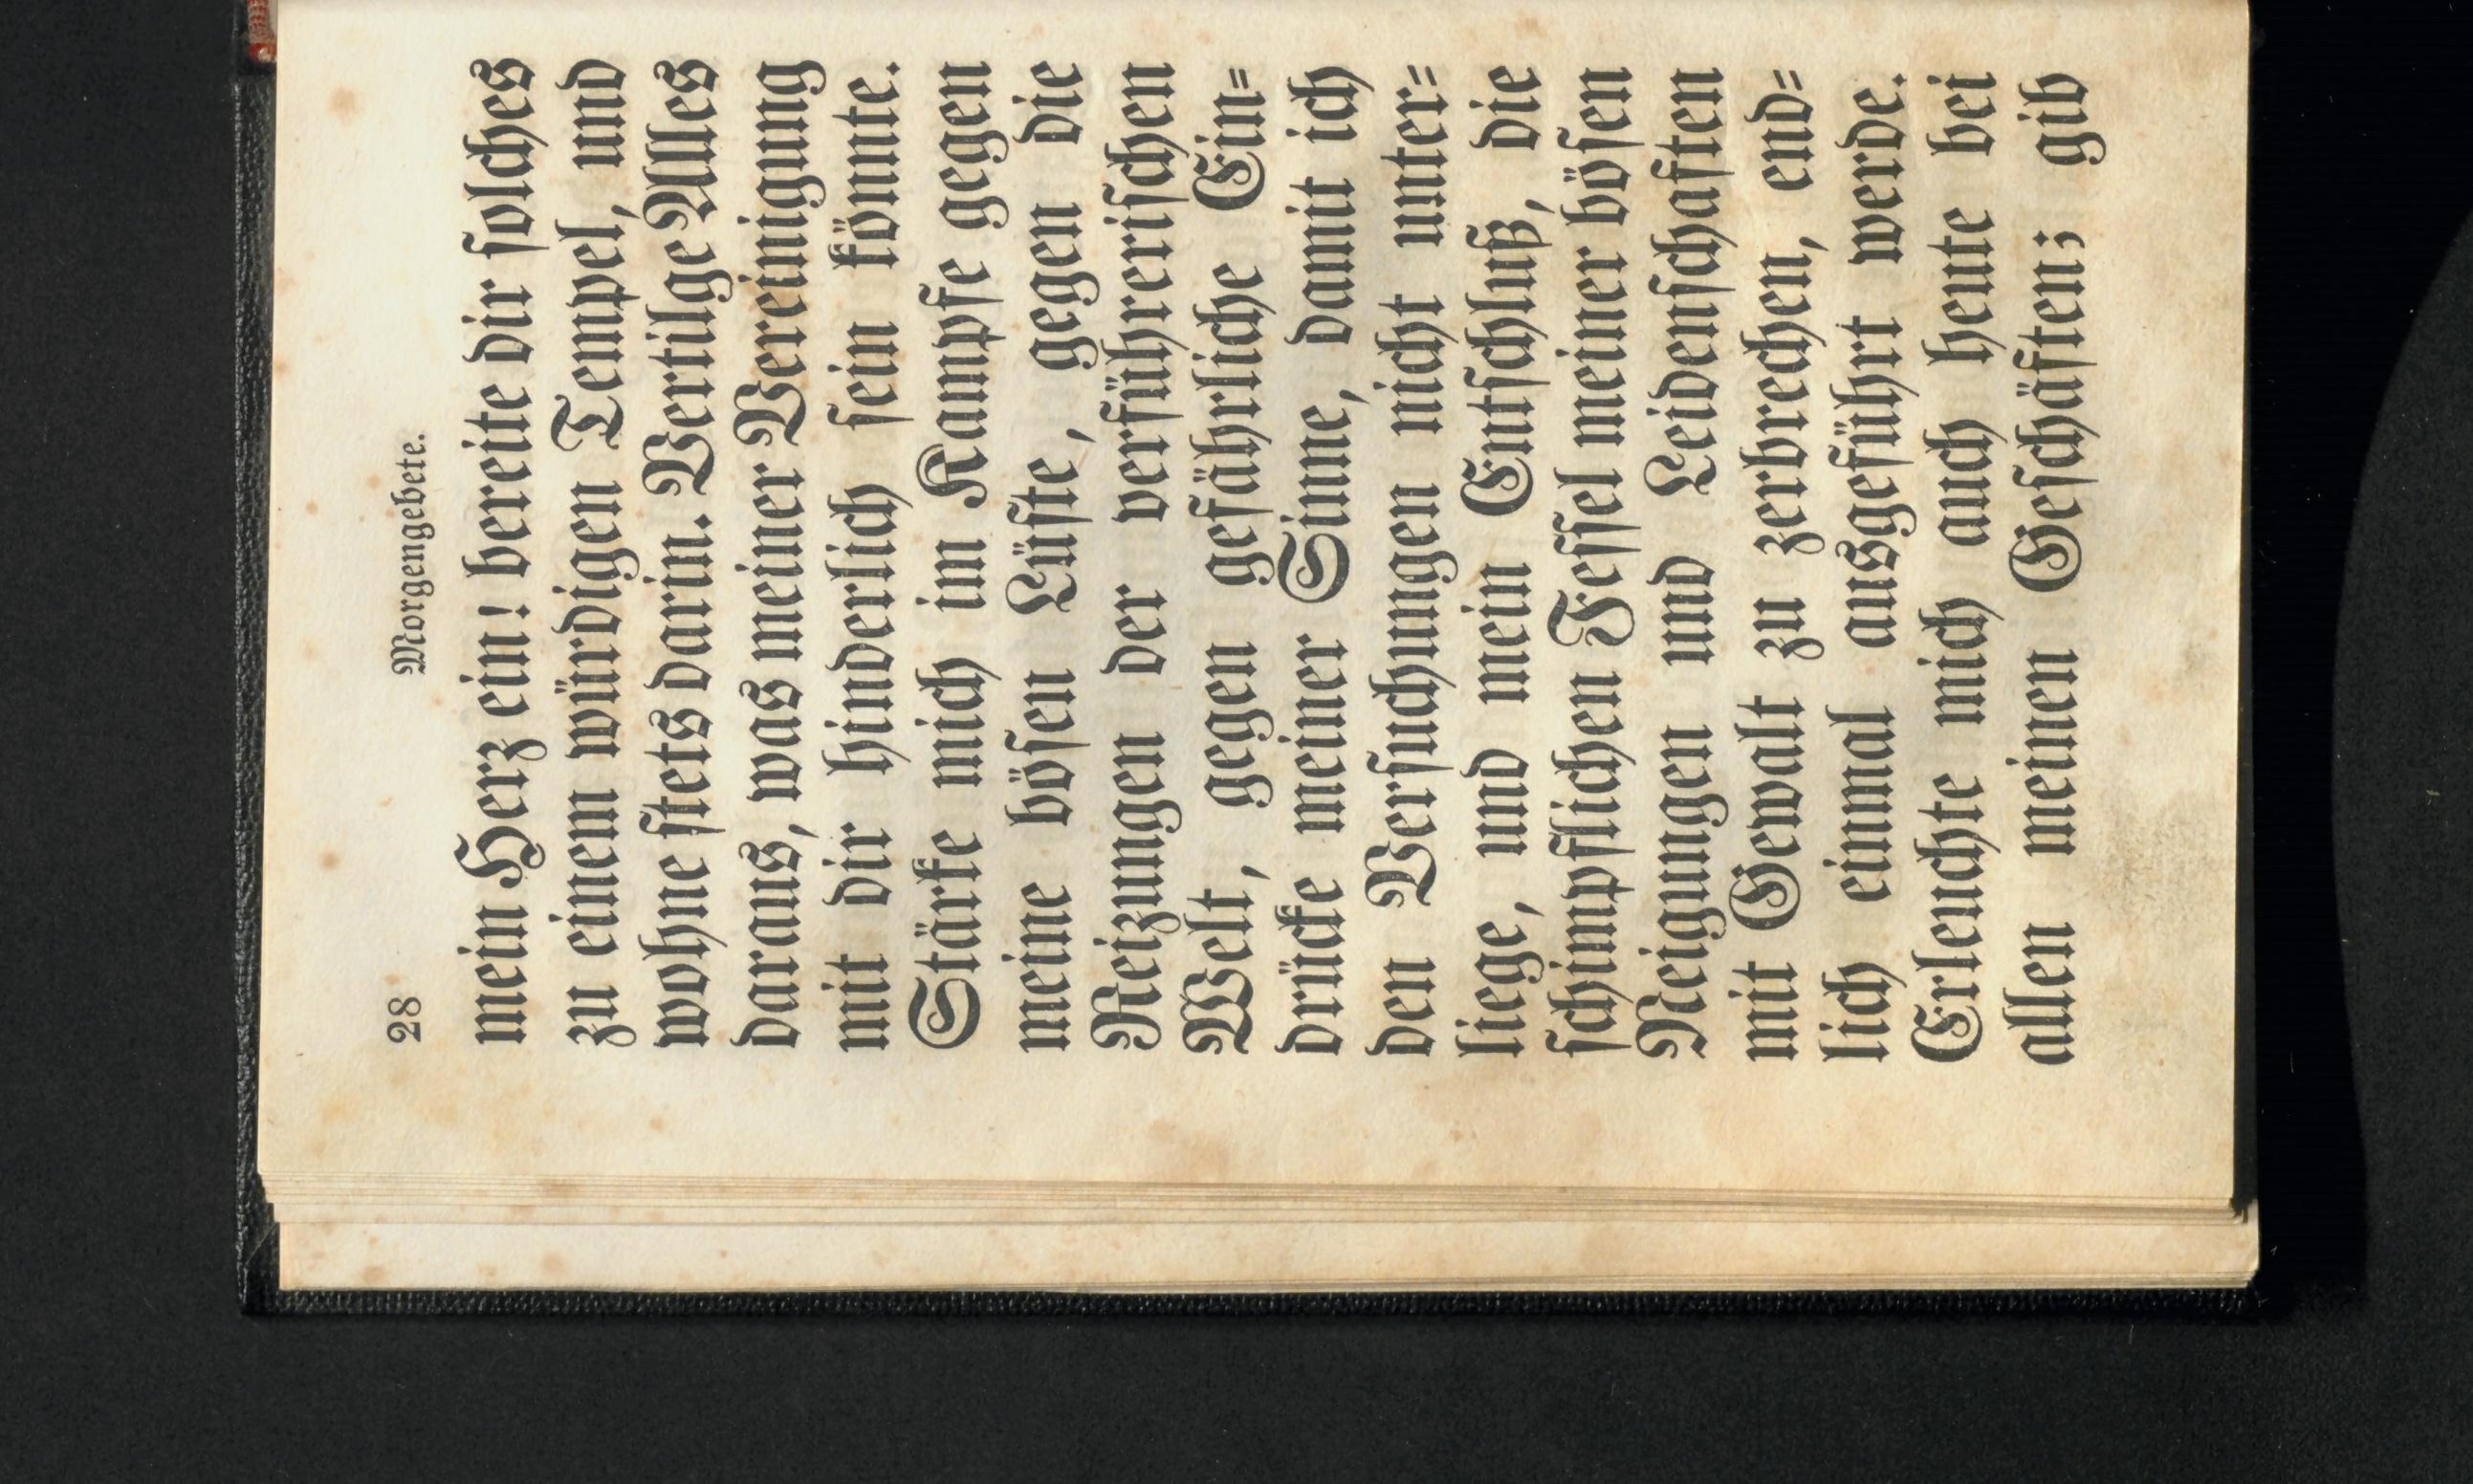 28 Morgengebete.
mein Herz ein! bereite dir ſolches
zu einem würdigen Tempel, und
wohne ſtets darin. Vertilge Alles
daraus, was meiner Vereinigung
mit dir hinderlich ſein könnte.
Stärke mich im Kampfe gegen
meine böſen Lüſte, gegen die
Reizungen der verführeriſchen
Welt, gegen gefährliche Ein=
drücke meiner Sinne, damit ich
den Verſuchungen nicht unter=
liege, und mein Entſchluß, die
ſchimpflichen Feſſel meiner böſen
Neigungen und Leidenſchaften
mit Gewalt zu zerbrechen, end=
lich einmal ausgeführt werde.
Erleuchte mich auch heute bei
allen meinen Geſchäften; gib